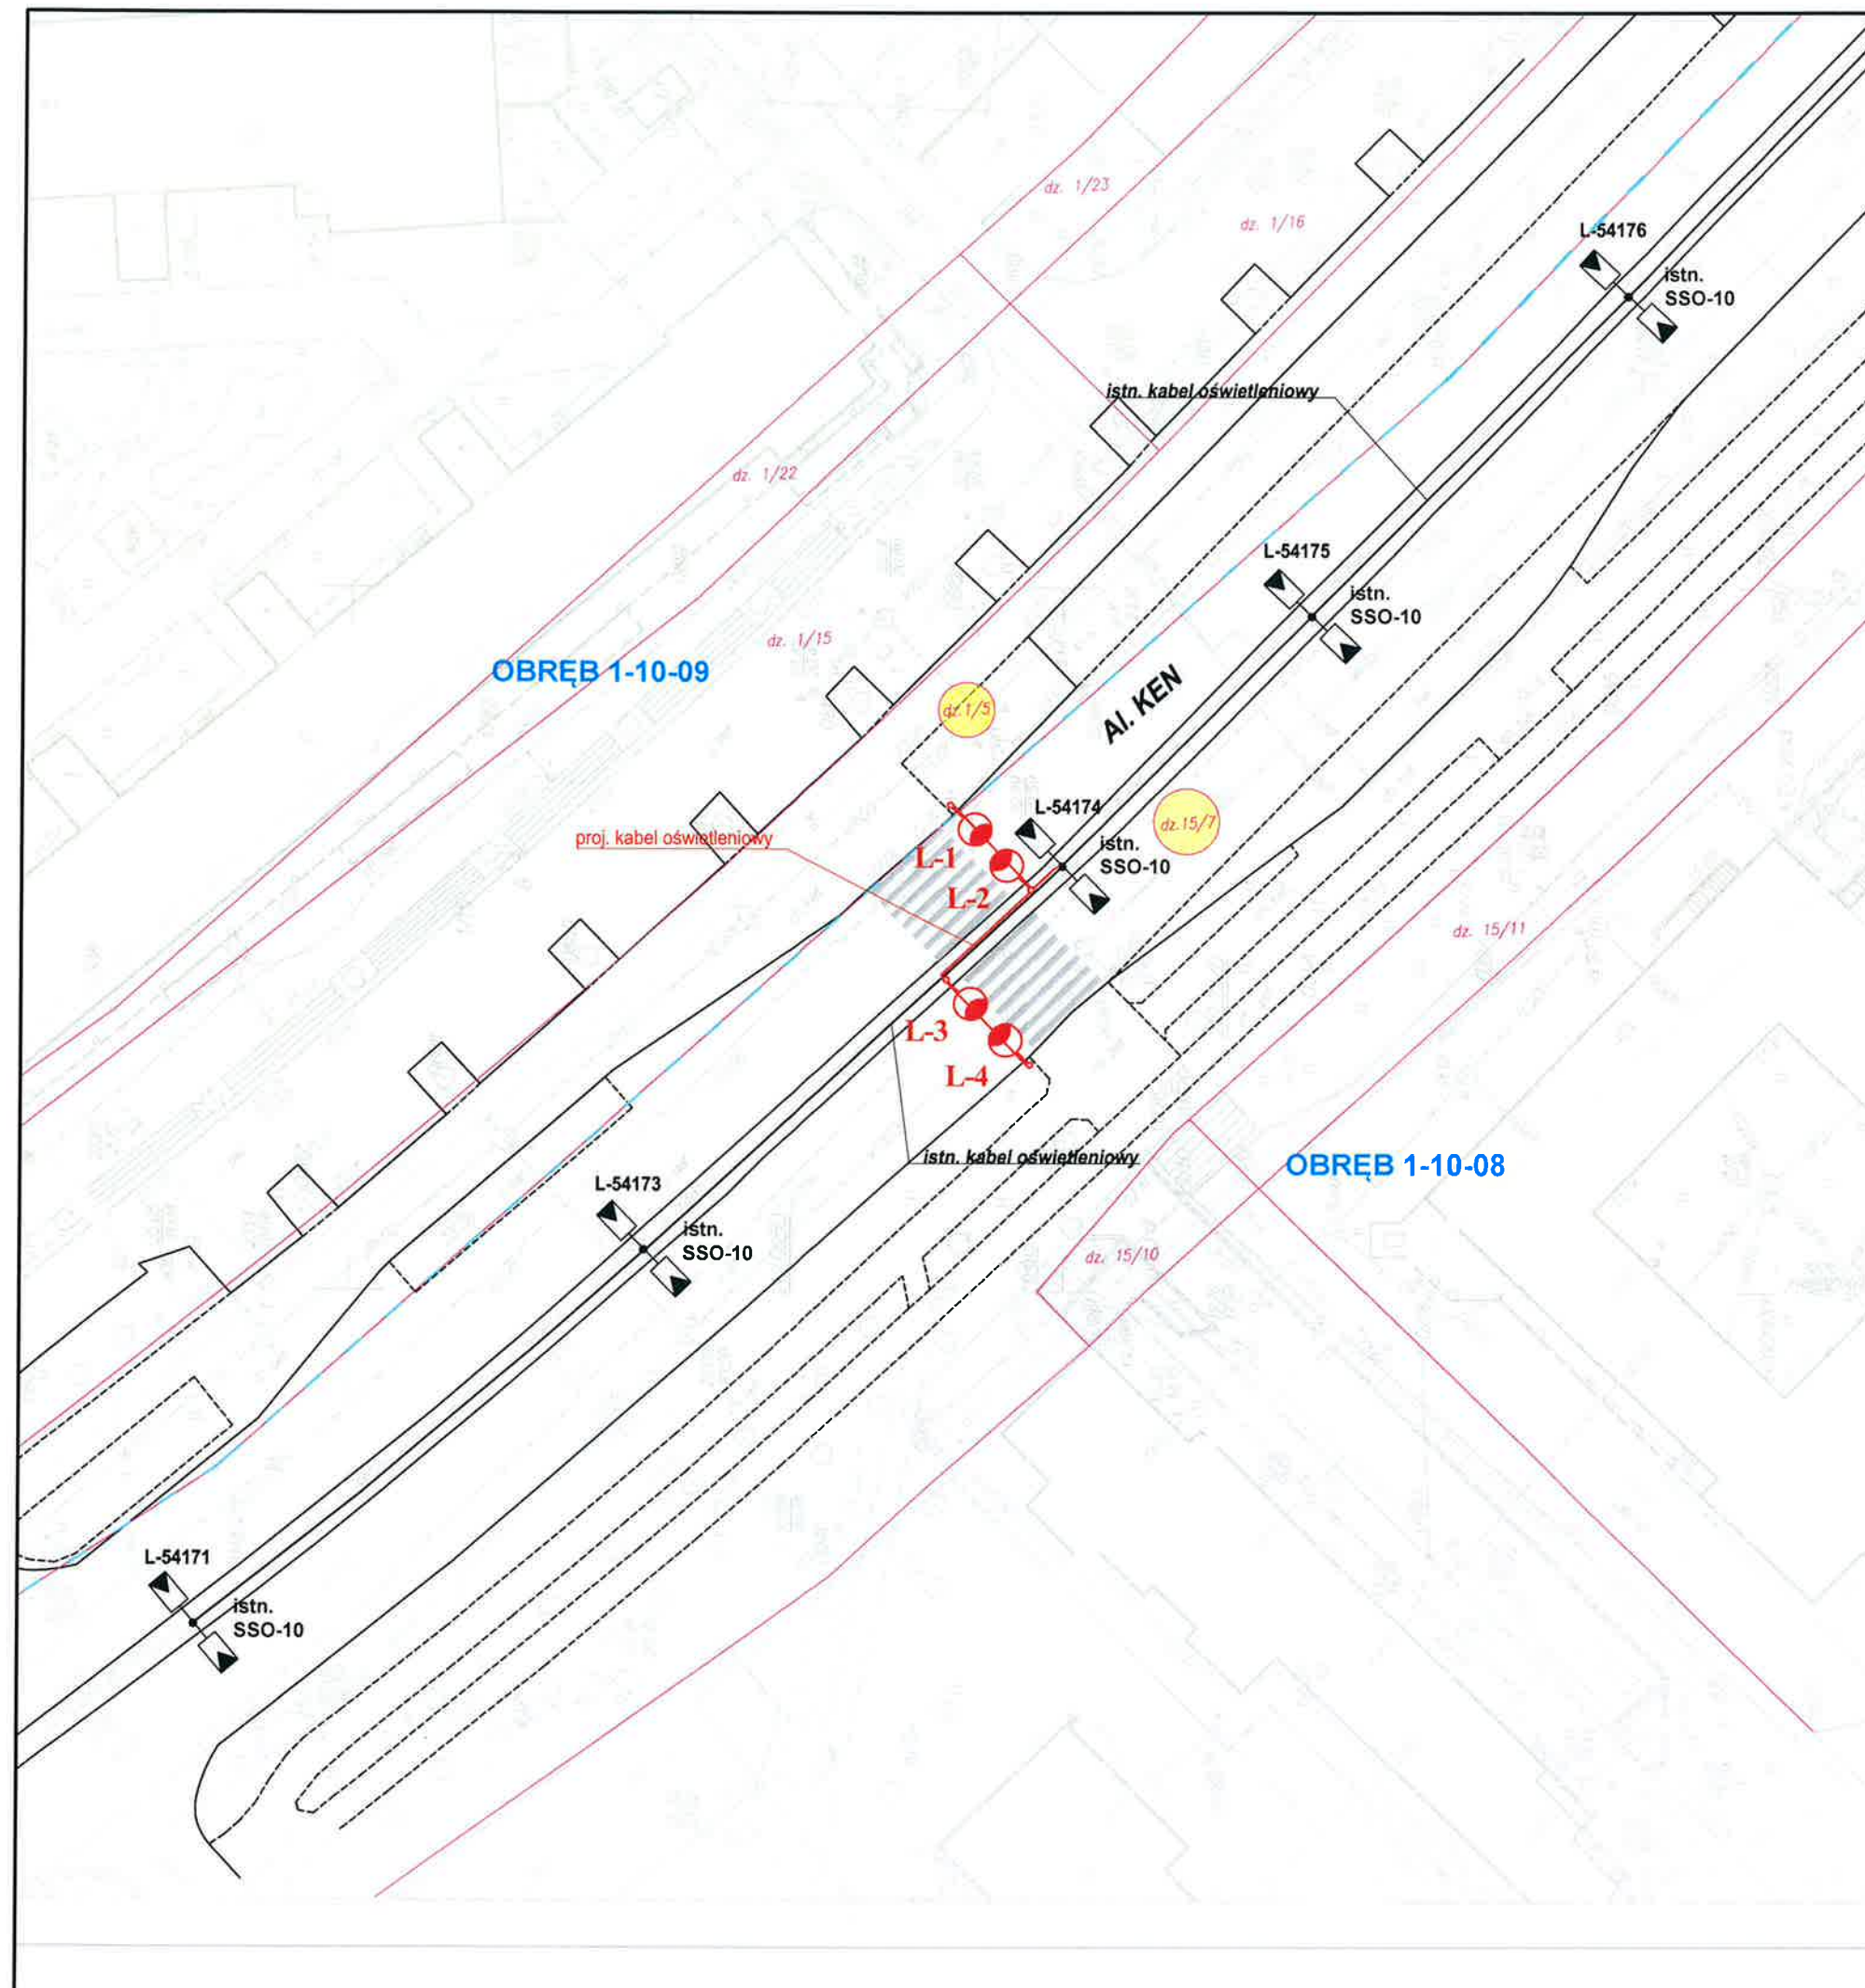 dz. 1/23
dz. 1/16
L-54176
istn.
SSO-10
istn. kabel oświetleniowy
dz. 1/22
L-54175
istn.
SSO-10
dz. 1/15
OBRĘB 1-10-09
dz.1/5
Al. KEN
L-54174
dz.15/7
proj. kabel oświetleniowy
istn.
SSO-10
L-1
L-2
dz. 15/11
L-3
L-4
istn. kabel oświetleniowy
OBRĘB 1-10-08
L-54173
istn.
SSO-10
dz. 15/10
L-54171
istn.
SSO-10